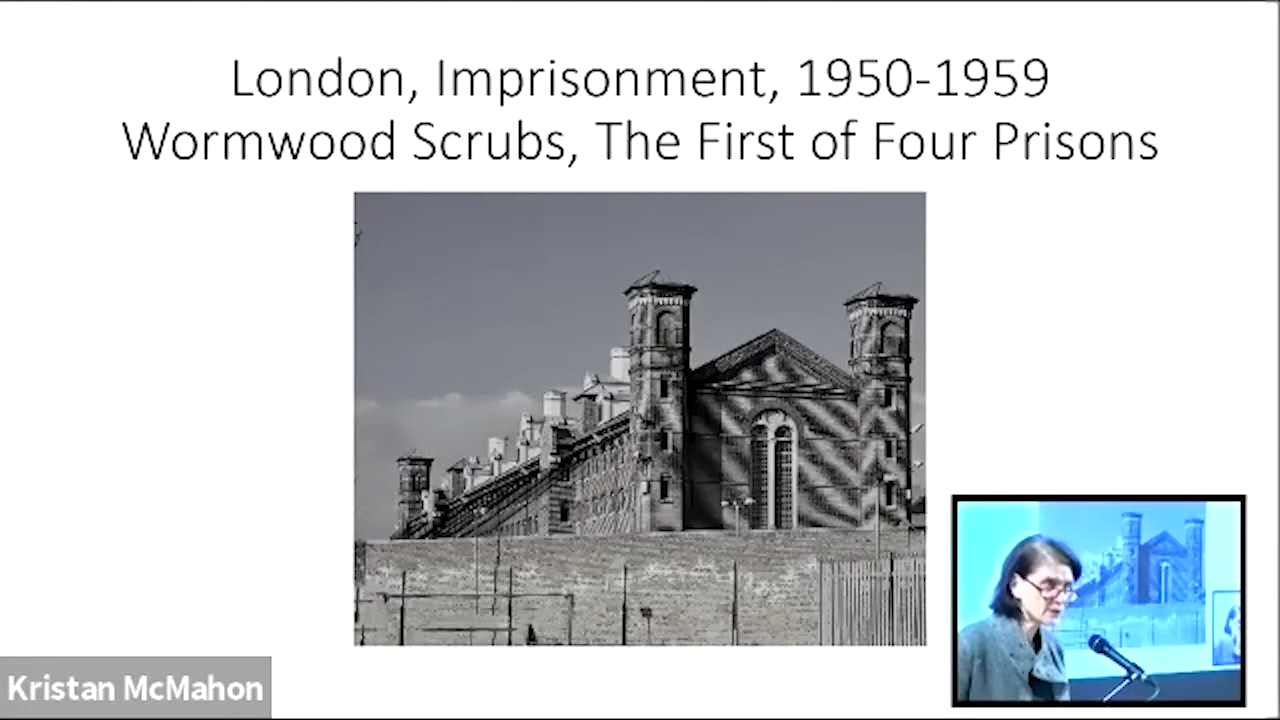 London, Imprisonment, 1950-1959
Wormwood Scrubs, The First of Four Prisons
Kristan McMahon